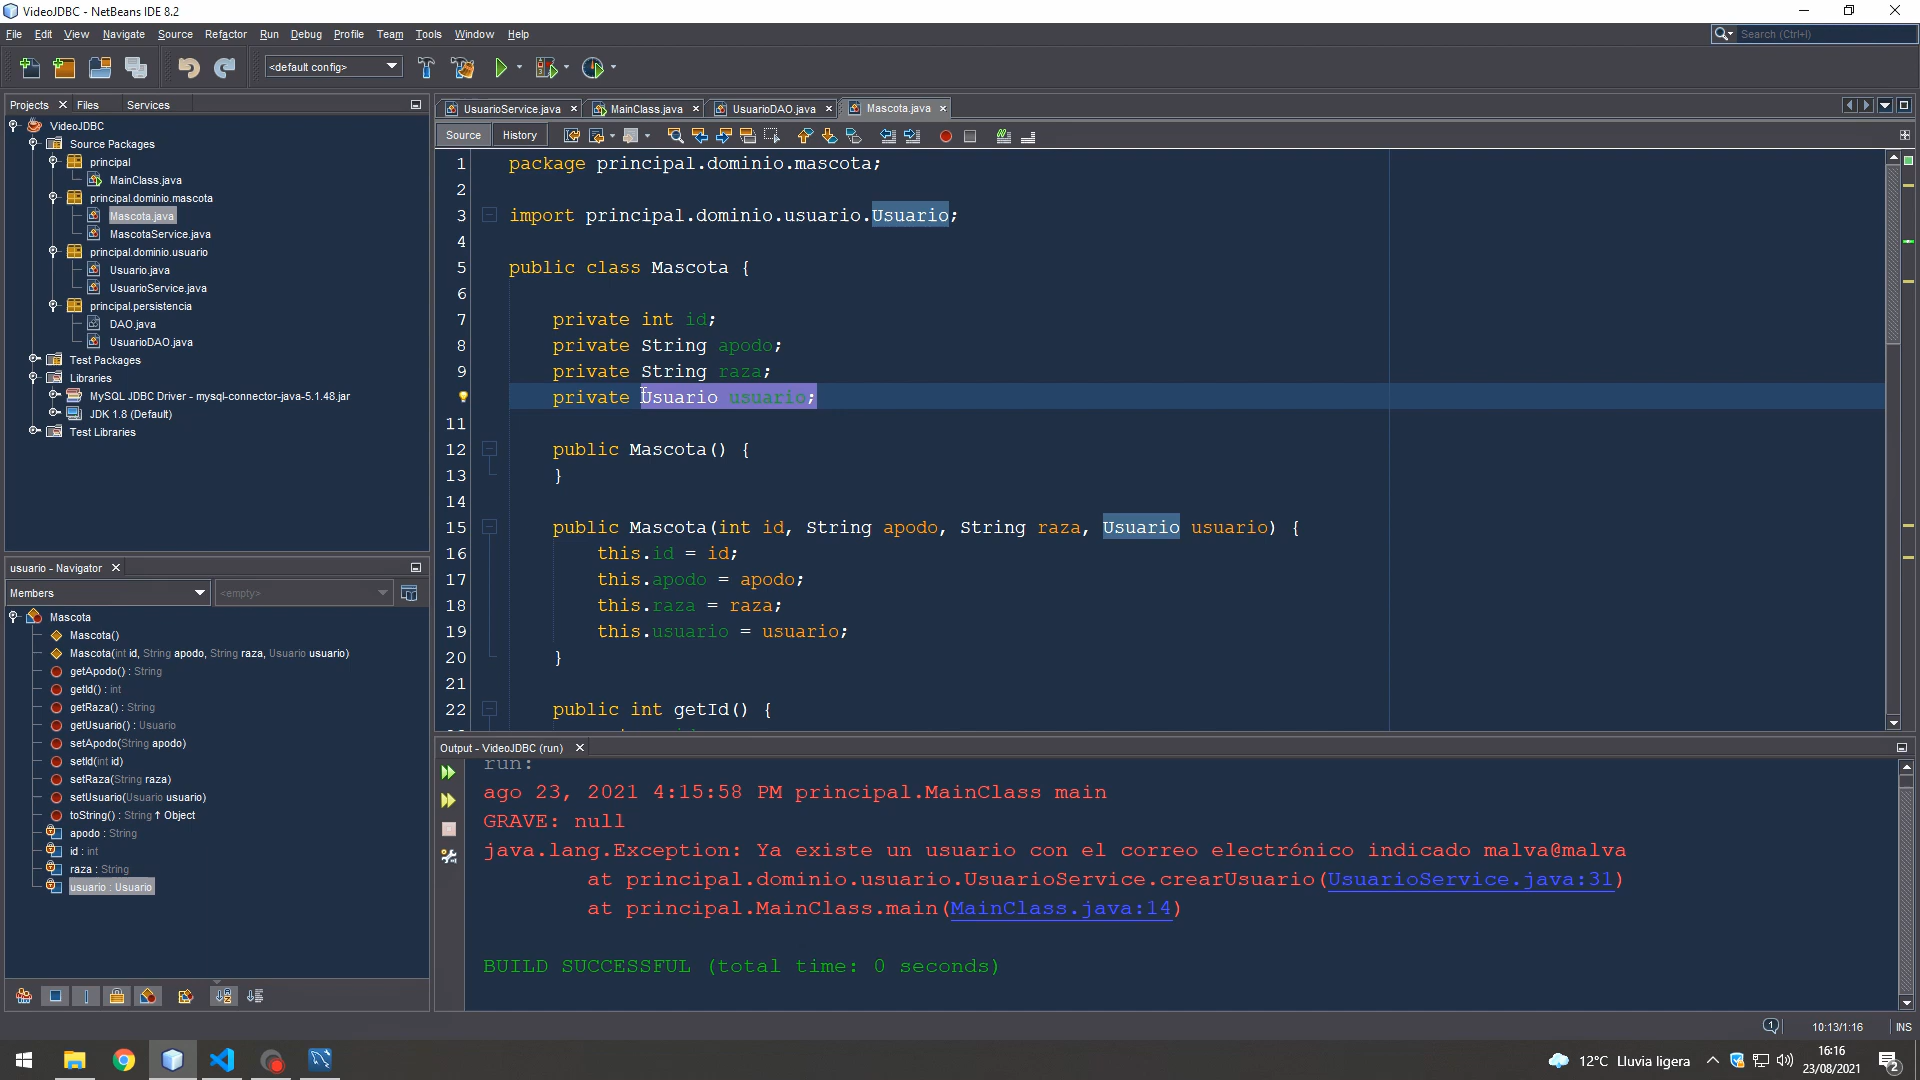 VideoJDBC - NetBeans IDE 8.2
File Edit View Navigate Source Refactor Run Debug Profile Team Tools Window Help
Search (Ctrl+I)
<default config>
Projects Files Services
VideoJDBC
Source Packages
principal
MainClass.java
principal.dominio.mascota
Mascota.java
MascotaService.java
principal.dominio.usuario
Usuario.java
UsuarioService.java
principal.persistencia
DAO.java
UsuarioDAO.java
Test Packages
Libraries
MySQL JDBC Driver - mysql-connector-java-5.1.48.jar
JDK 1.8 (Default)
Test Libraries
usuario - Navigator
Members <empty>
Mascota
Mascota()
Mascota(int id, String apodo, String raza, Usuario usuario)
getApodo() : String
getId() : int
getRaza() : String
getUsuario() : Usuario
setApodo(String apodo)
setId(int id)
setRaza(String raza)
setUsuario(Usuario usuario)
toString() : String ↑ Object
apodo : String
id : int
raza : String
usuario : Usuario
UsuarioService.java MainClass.java UsuarioDAO.java Mascota.java
Source History
1 package principal.dominio.mascota;
2
3 import principal.dominio.usuario.Usuario;
4
5 public class Mascota {
6
7 private int id;
8 private String apodo;
9 private String raza;
private Usuario usuario;
11
12 public Mascota() {
13 }
14
15 public Mascota(int id, String apodo, String raza, Usuario usuario) {
16 this.id = id;
17 this.apodo = apodo;
18 this.raza = raza;
19 this.usuario = usuario;
20 }
21
22 public int getId() {
Output - VideoJDBC (run)
run:
ago 23, 2021 4:15:58 PM principal.MainClass main
GRAVE: null
java.lang.Exception: Ya existe un usuario con el correo electrónico indicado malva@malva
at principal.dominio.usuario.UsuarioService.crearUsuario(UsuarioService.java:31)
at principal.MainClass.main(MainClass.java:14)
BUILD SUCCESSFUL (total time: 0 seconds)
1 10:13/1:16 INS
12°C Lluvia ligera
16:16
23/08/2021
2